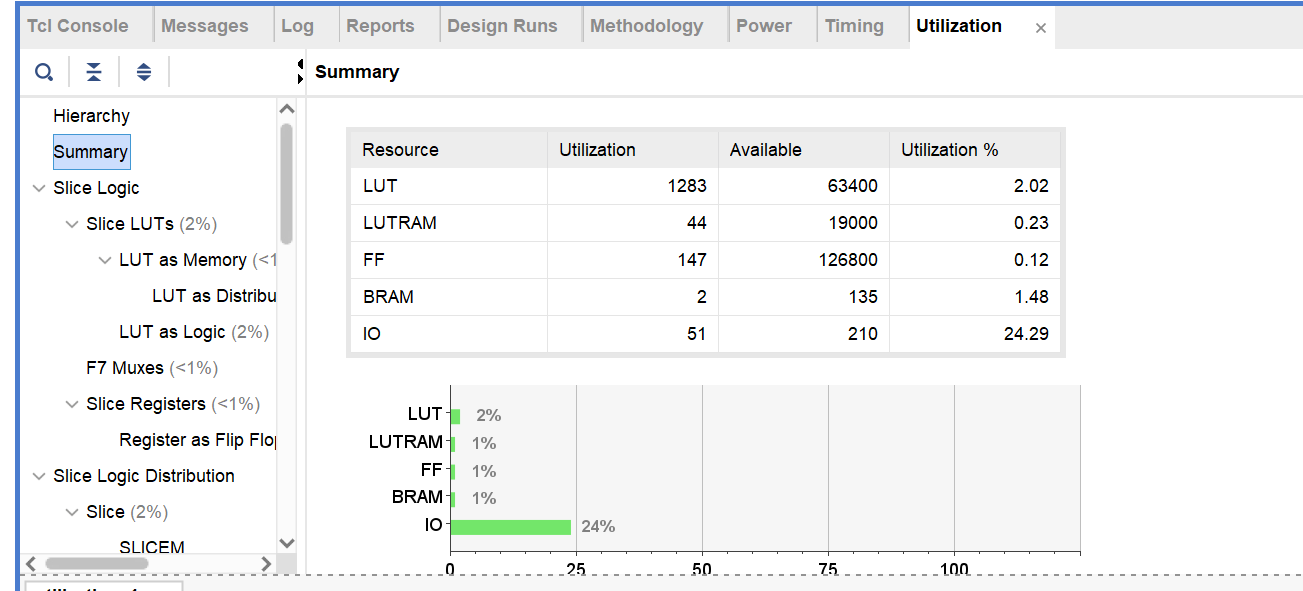 Tcl Console Messages Log Reports Design Runs Methodology Power Timing Utilization ×
Summary
Hierarchy
Summary
Slice Logic
Slice LUTs (2%)
LUT as Memory (<1
LUT as Distribu
LUT as Logic (2%)
F7 Muxes (<1%)
Slice Registers (<1%)
Register as Flip Flop
Slice Logic Distribution
Slice (2%)
SLICEM
Resource Utilization Available Utilization %
LUT 1283 63400 2.02
LUTRAM 44 19000 0.23
FF 147 126800 0.12
BRAM 2 135 1.48
IO 51 210 24.29
LUT 2%
LUTRAM 1%
FF 1%
BRAM 1%
IO 24%
0 25 50 75 100